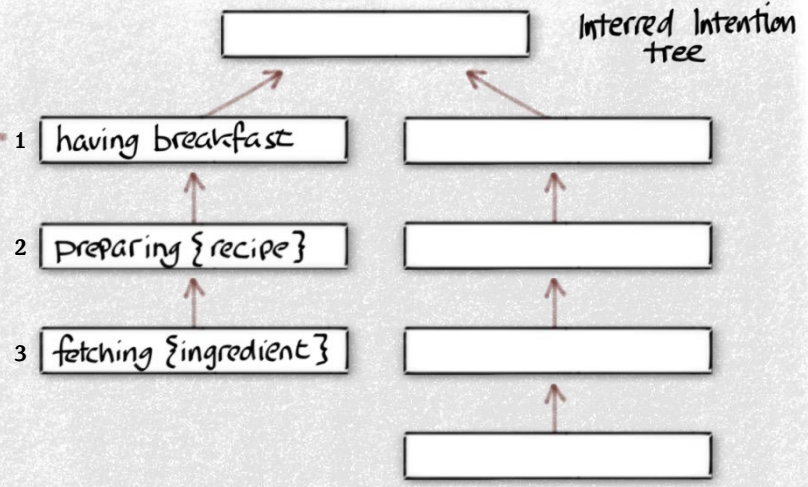 Interred Intention
tree
1 having breakfast
2 preparing {recipe}
3 fetching {ingredient}